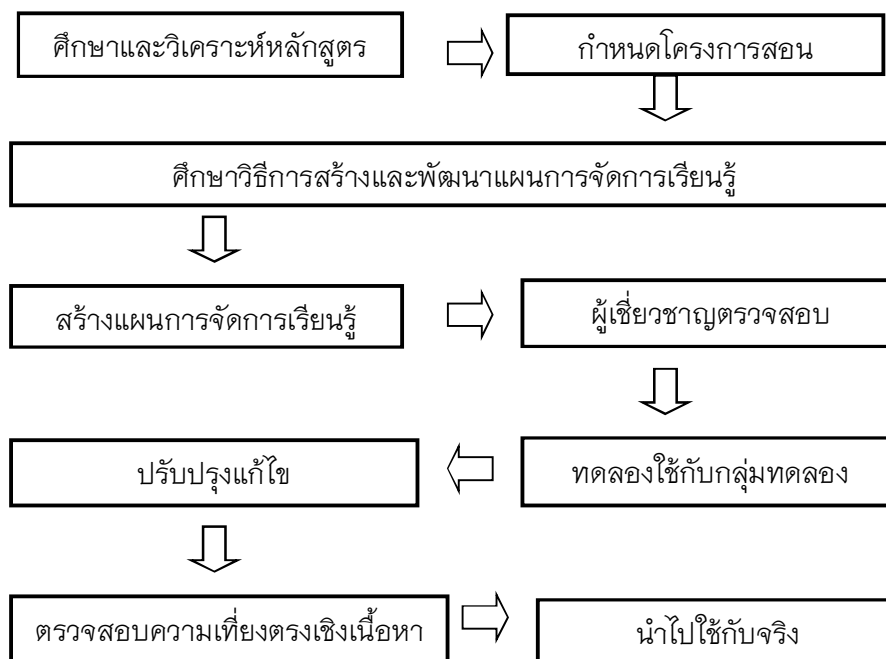 ศึกษาและวิเคราะห์หลักสูตร
กำหนดโครงการสอน
ศึกษาวิธีการสร้างและพัฒนาแผนการจัดการเรียนรู้
สร้างแผนการจัดการเรียนรู้
ผู้เชี่ยวชาญตรวจสอบ
ทดลองใช้กับกลุ่มทดลอง
ปรับปรุงแก้ไข
ตรวจสอบความเที่ยงตรงเชิงเนื้อหา
นำไปใช้กับจริง